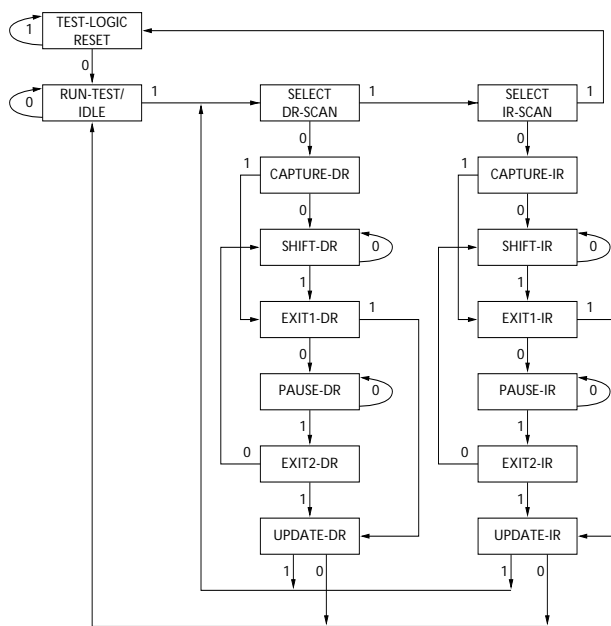 TEST-LOGIC
RESET
1
0
RUN-TEST/
IDLE
0
1
SELECT
DR-SCAN
1
SELECT
IR-SCAN
1
0
0
1
CAPTURE-DR
1
CAPTURE-IR
0
0
SHIFT-DR
0
SHIFT-IR
0
1
1
EXIT1-DR
1
EXIT1-IR
1
0
0
PAUSE-DR
0
PAUSE-IR
0
1
1
0
EXIT2-DR
0
EXIT2-IR
1
1
UPDATE-DR
UPDATE-IR
1
0
1
0